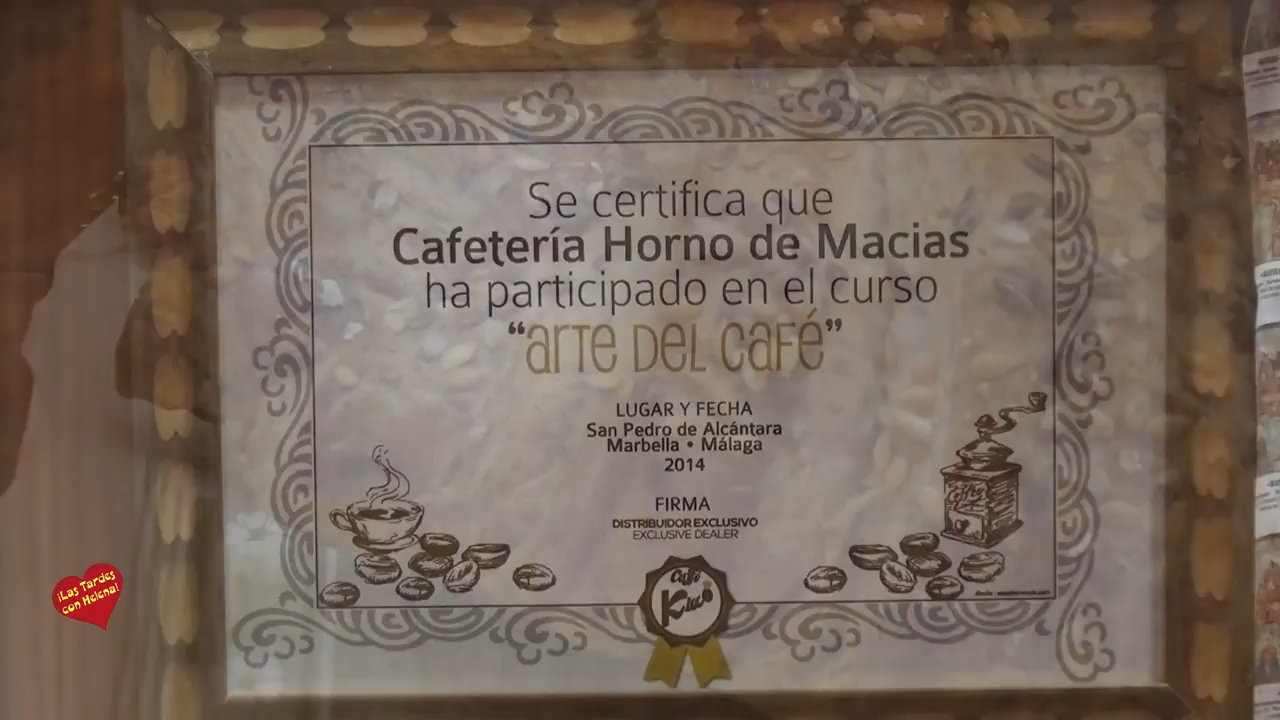 Se certifica que
Cafetería Horno de Macias
ha participado en el curso
“arte del café”
LUGAR Y FECHA
San Pedro de Alcántara
Marbella • Málaga
2014
FIRMA
DISTRIBUIDOR EXCLUSIVO
EXCLUSIVE DEALER
Café
Coffee
¡Las Tardes
con Helena!